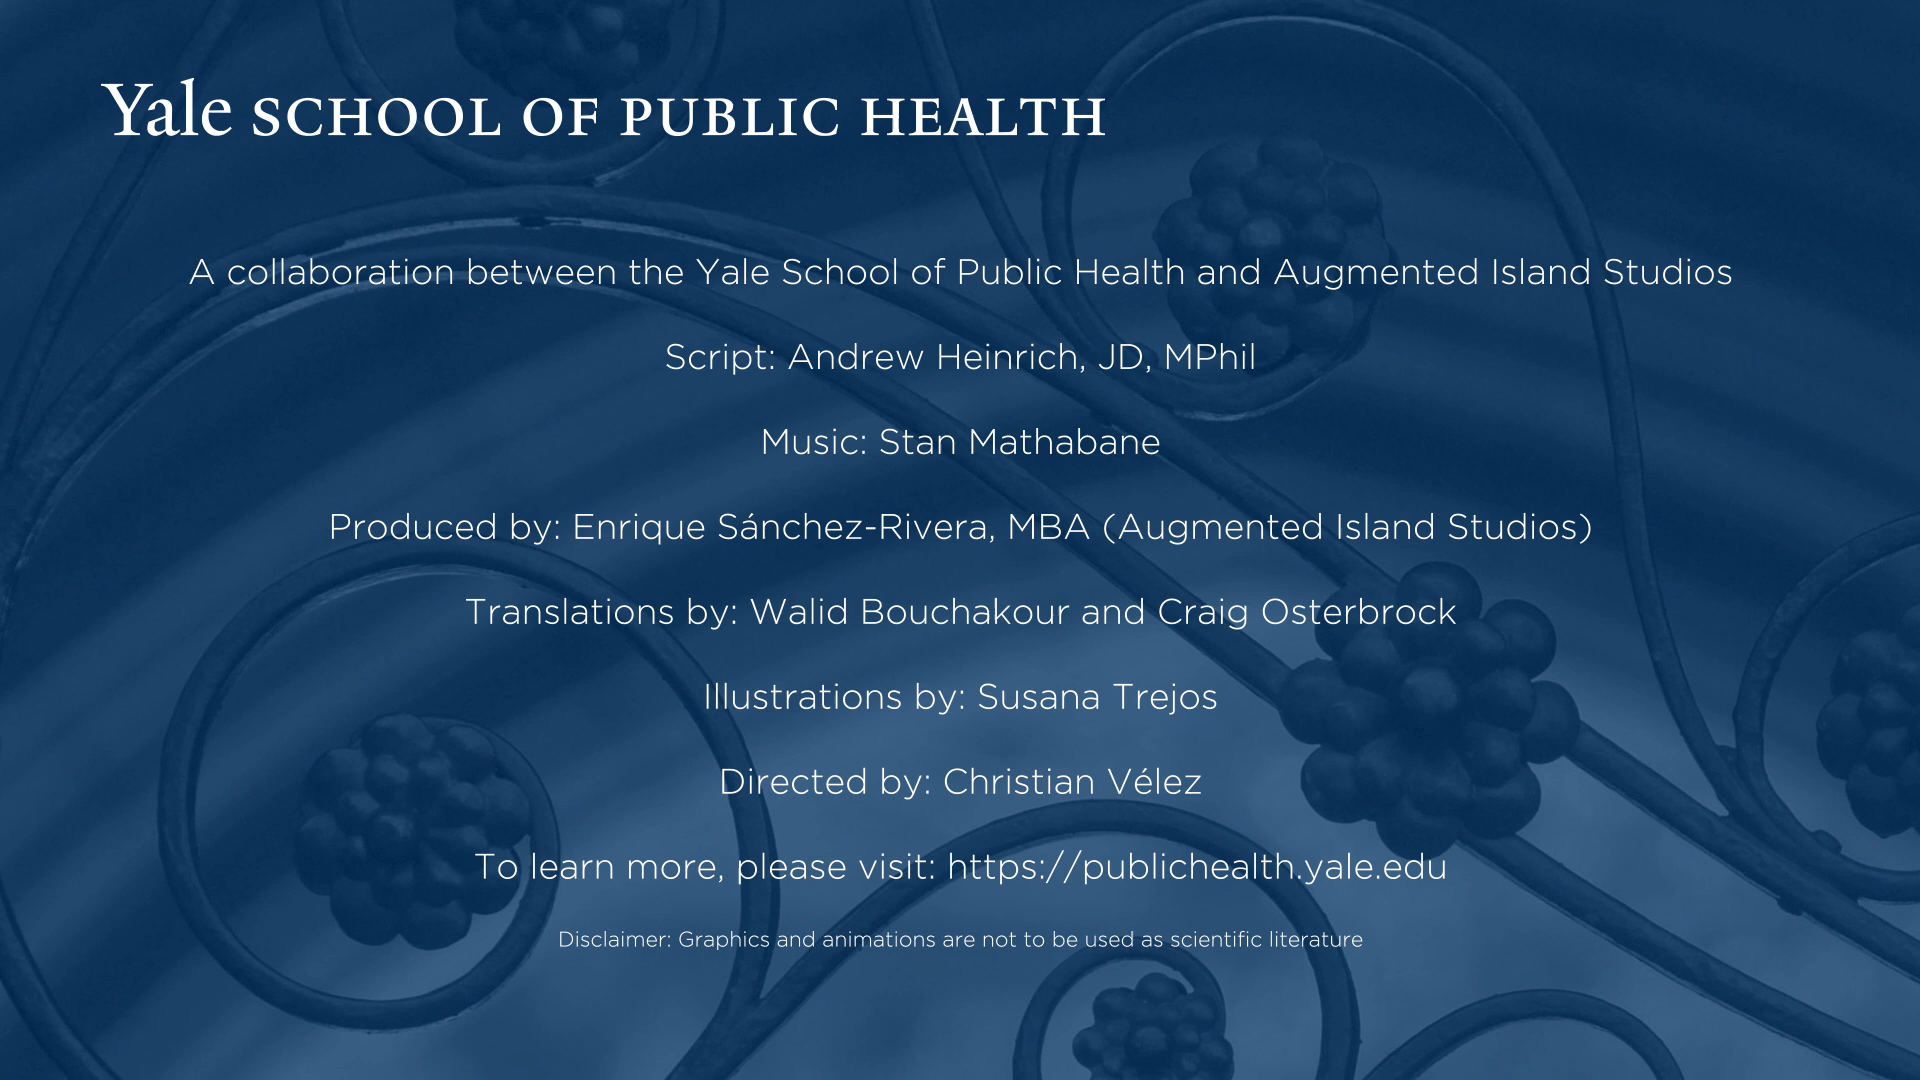 Yale SCHOOL OF PUBLIC HEALTH
A collaboration between the Yale School of Public Health and Augmented Island Studios
Script: Andrew Heinrich, JD, MPhil
Music: Stan Mathabane
Produced by: Enrique Sánchez-Rivera, MBA (Augmented Island Studios)
Translations by: Walid Bouchakour and Craig Osterbrock
Illustrations by: Susana Trejos
Directed by: Christian Vélez
To learn more, please visit: https://publichealth.yale.edu
Disclaimer: Graphics and animations are not to be used as scientific literature